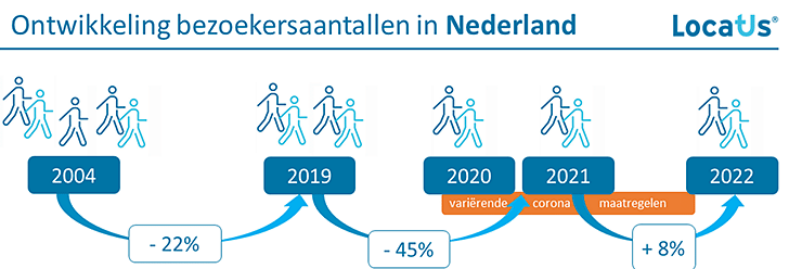 Ontwikkeling bezoekersaantallen in Nederland
Locatus®
2004
2019
2020
2021
2022
variërende corona maatregelen
- 22%
- 45%
+ 8%